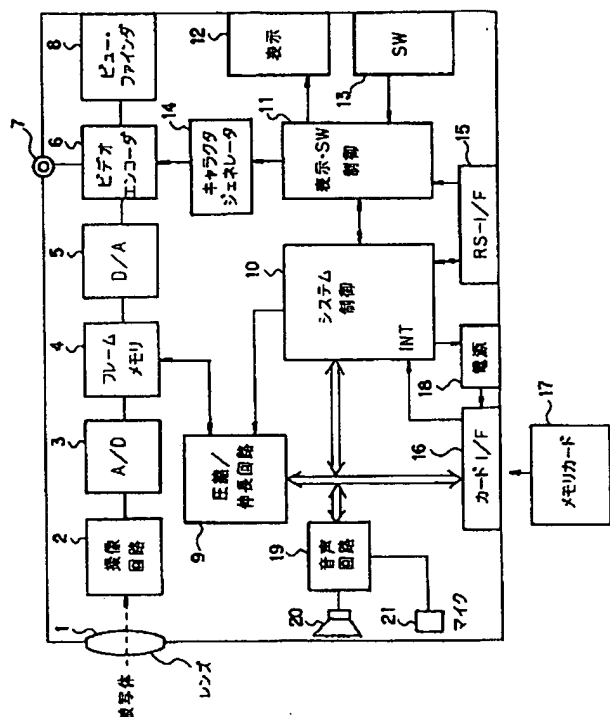 被写体
レンズ
1
2
撮像
回路
3
A/D
4
フレーム
メモリ
5
D/A
6
ビデオ
エンコーダ
7
8
ビュー・
ファインダ
9
圧縮/
伸長回路
10
システム
制御
INT
11
表示・SW
制御
12
表示
13
SW
14
キャラクタ
ジェネレータ
15
RS-I/F
16
カードI/F
17
メモリカード
18
電源
19
音声
回路
20
21
マイク